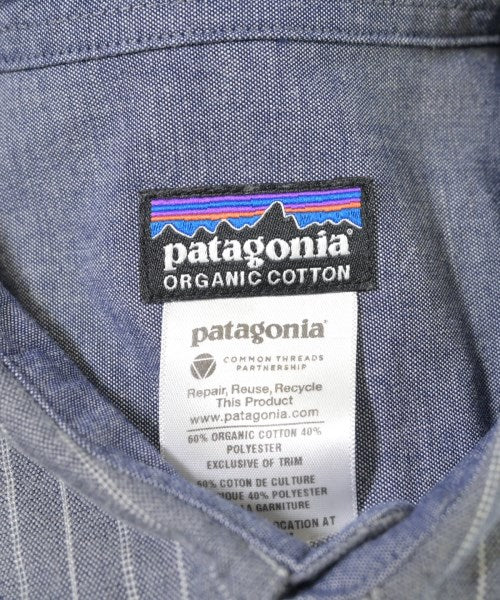 patagonia®
ORGANIC COTTON
patagonia®
COMMON THREADS
PARTNERSHIP
Repair, Reuse, Recycle
This Product
www.patagonia.com
60% ORGANIC COTTON 40%
POLYESTER
EXCLUSIVE OF TRIM
COTON DE CULTURE
40% POLYESTER
LA GARNITURE
AT